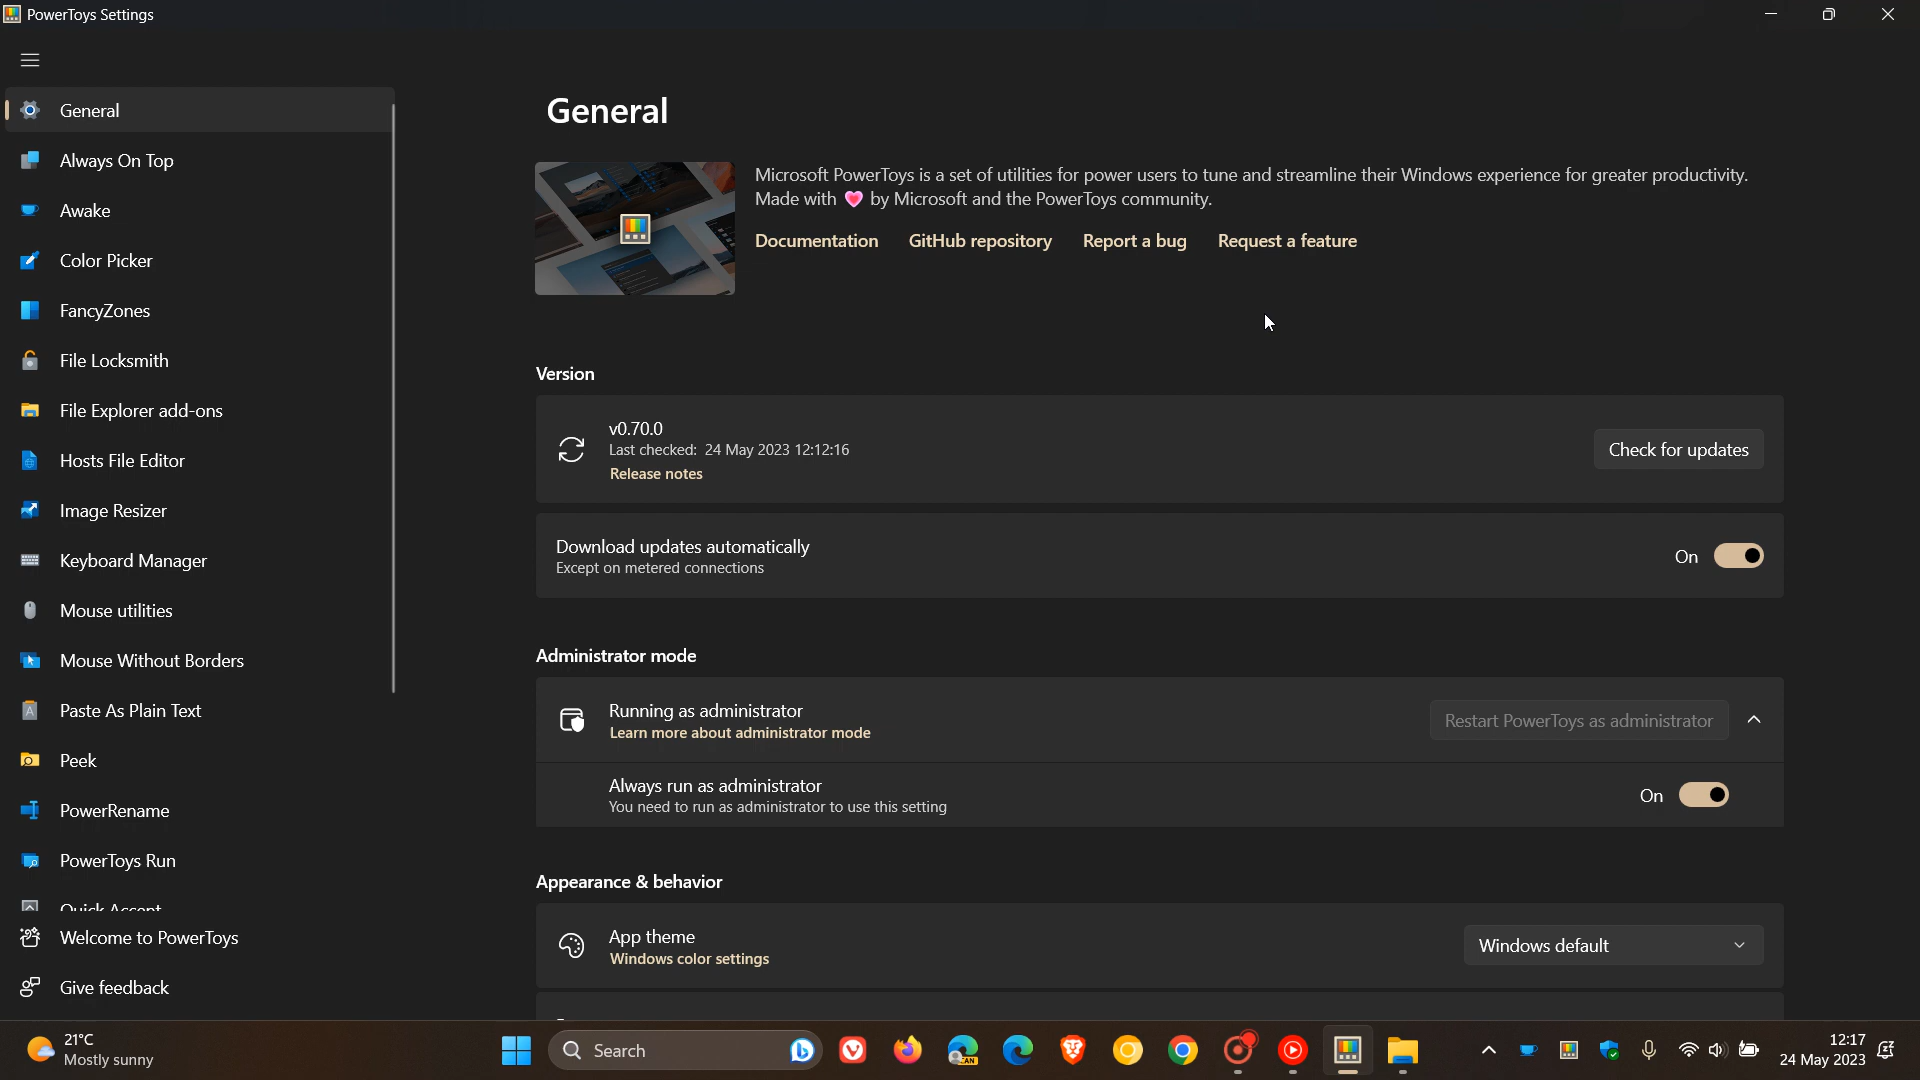 PowerToys Settings
General
Always On Top
Awake
Color Picker
FancyZones
File Locksmith
File Explorer add-ons
Hosts File Editor
Image Resizer
Keyboard Manager
Mouse utilities
Mouse Without Borders
Paste As Plain Text
Peek
PowerRename
PowerToys Run
Quick Accent
Welcome to PowerToys
Give feedback
General
Microsoft PowerToys is a set of utilities for power users to tune and streamline their Windows experience for greater productivity.
Made with 💗 by Microsoft and the PowerToys community.
Documentation GitHub repository Report a bug Request a feature
Version
v0.70.0
Last checked: 24 May 2023 12:12:16
Release notes
Check for updates
Download updates automatically
Except on metered connections
On
Administrator mode
Running as administrator
Learn more about administrator mode
Restart PowerToys as administrator
Always run as administrator
You need to run as administrator to use this setting
On
Appearance & behavior
App theme
Windows color settings
Windows default
21°C
Mostly sunny
Search
CAN
12:17
24 May 2023